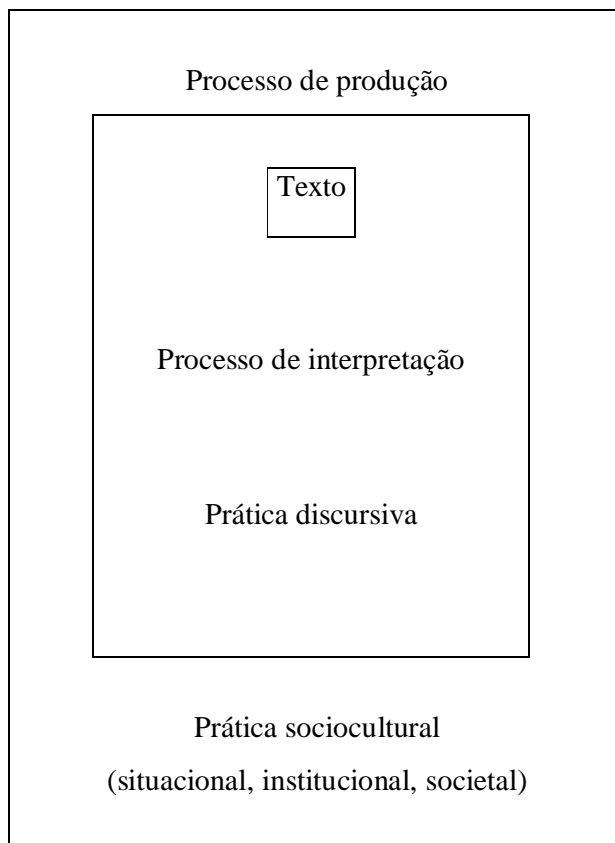 Processo de produção
Texto
Processo de interpretação
Prática discursiva
Prática sociocultural
(situacional, institucional, societal)